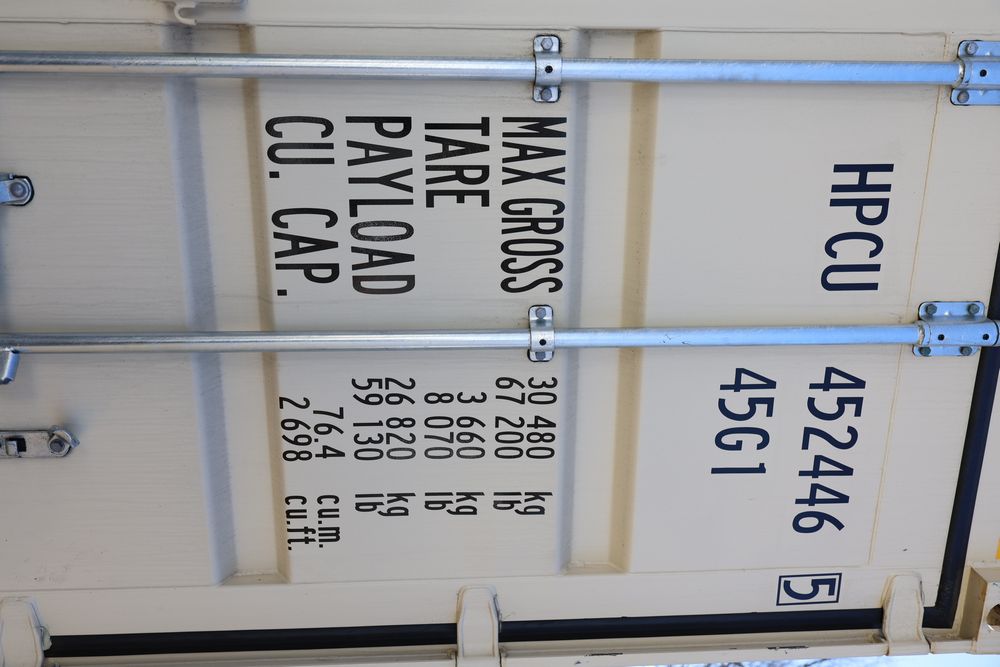 HPCU 452446 5
45G1
MAX GROSS 30 480 kg
67 200 lb
TARE 3 660 kg
8 070 lb
PAYLOAD 26 820 kg
59 130 lb
CU. CAP. 76.4 cu.m.
2 698 cu.ft.